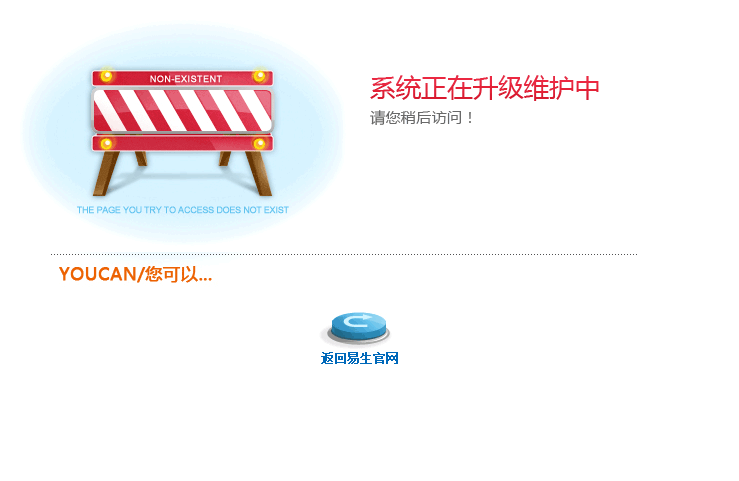 NON-EXISTENT
系统正在升级维护中
请您稍后访问！
THE PAGE YOU TRY TO ACCESS DOES NOT EXIST
YOUCAN/您可以...
返回易生官网